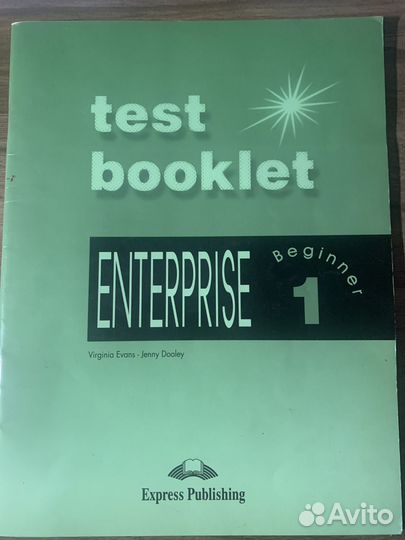 test
booklet
ENTERPRISE
Beginner
1
Virginia Evans - Jenny Dooley
Express Publishing
Avito